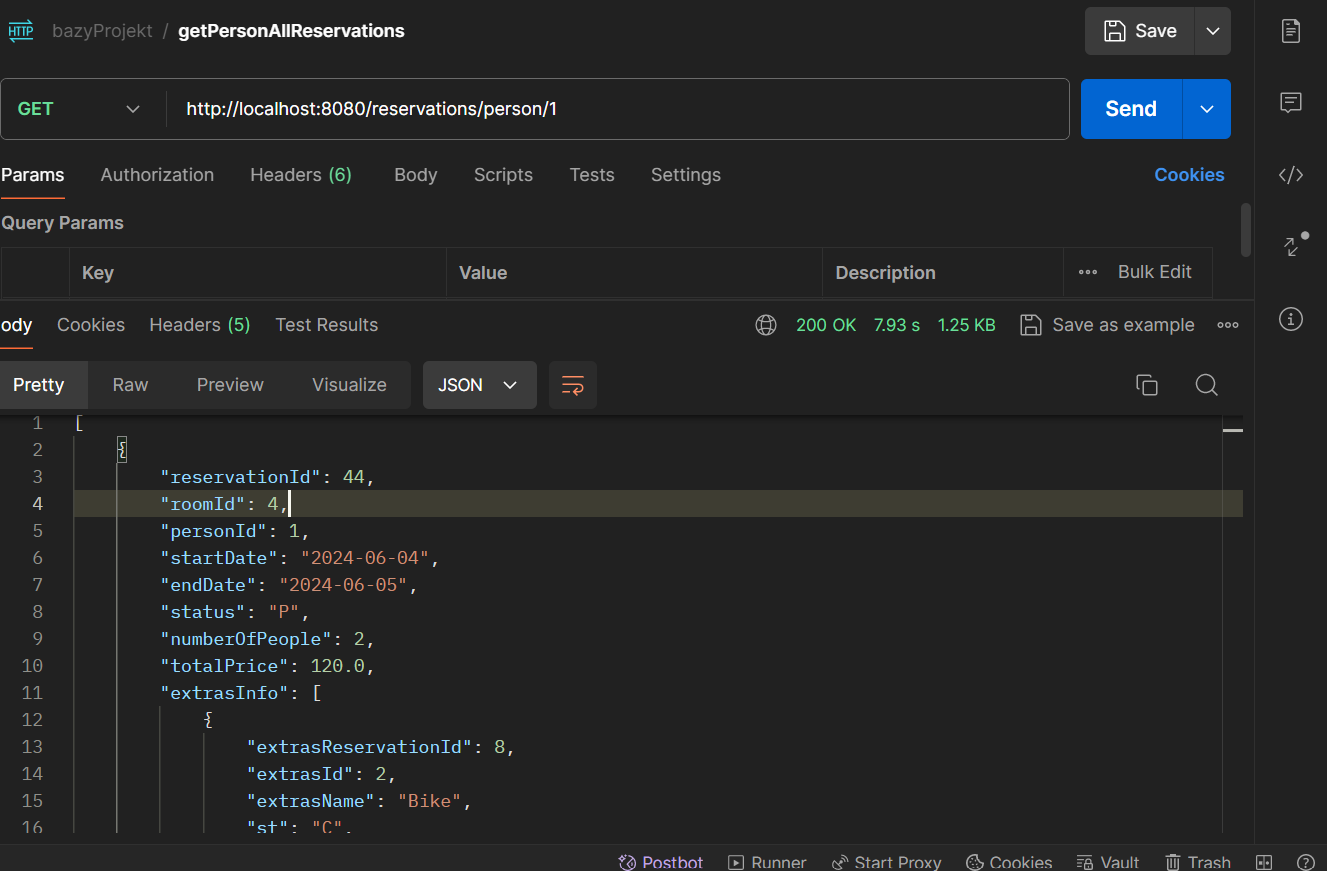 HTTP bazyProjekt / getPersonAllReservations Save
GET http://localhost:8080/reservations/person/1 Send
Params Authorization Headers (6) Body Scripts Tests Settings Cookies
Query Params
Key Value Description Bulk Edit
ody Cookies Headers (5) Test Results 200 OK 7.93 s 1.25 KB Save as example
Pretty Raw Preview Visualize JSON
1 [
2 {
3 "reservationId": 44,
4 "roomId": 4,
5 "personId": 1,
6 "startDate": "2024-06-04",
7 "endDate": "2024-06-05",
8 "status": "P",
9 "numberOfPeople": 2,
10 "totalPrice": 120.0,
11 "extrasInfo": [
12 {
13 "extrasReservationId": 8,
14 "extrasId": 2,
15 "extrasName": "Bike",
16 "st": "C",
Postbot Runner Start Proxy Cookies Vault Trash